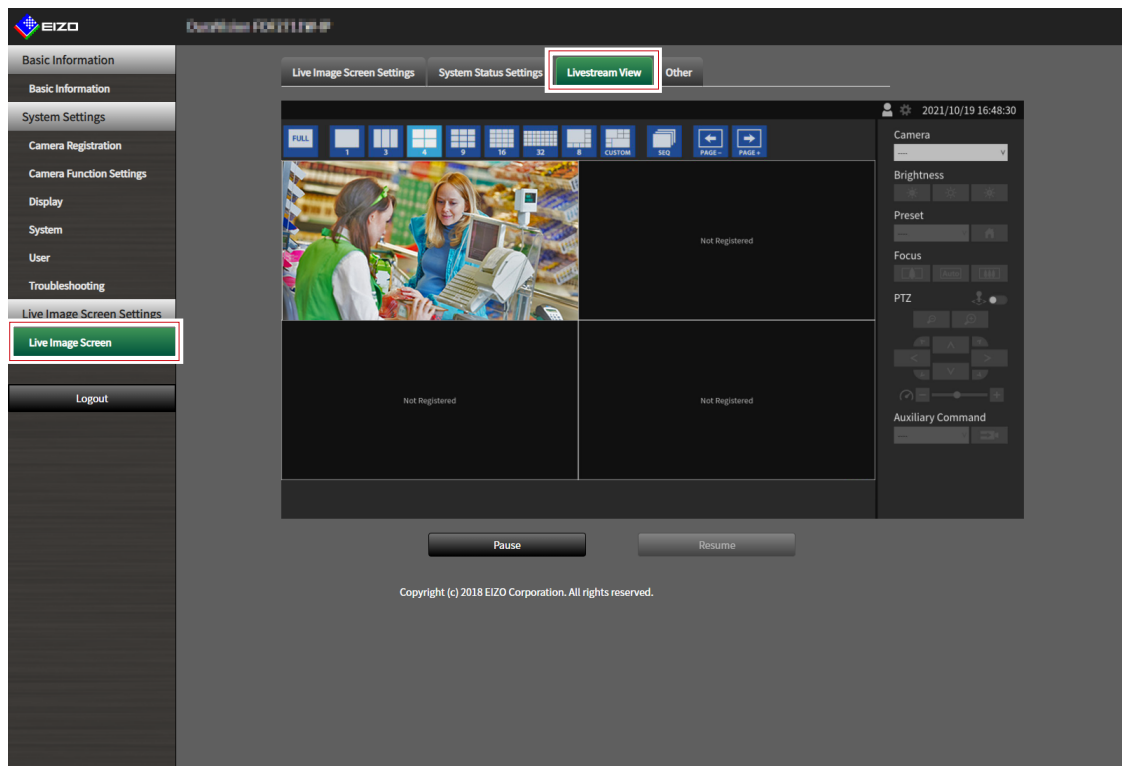 EIZO
Basic Information
Basic Information
System Settings
Camera Registration
Camera Function Settings
Display
System
User
Troubleshooting
Live Image Screen Settings
Live Image Screen
Logout
Live Image Screen Settings
System Status Settings
Livestream View
Other
2021/10/19 16:48:30
FULL
1
3
4
9
16
32
8
CUSTOM
SEQ
PAGE -
PAGE +
Camera
Brightness
Preset
Focus
Auto
PTZ
Auxiliary Command
Not Registered
Not Registered
Not Registered
Pause
Resume
Copyright (c) 2018 EIZO Corporation. All rights reserved.